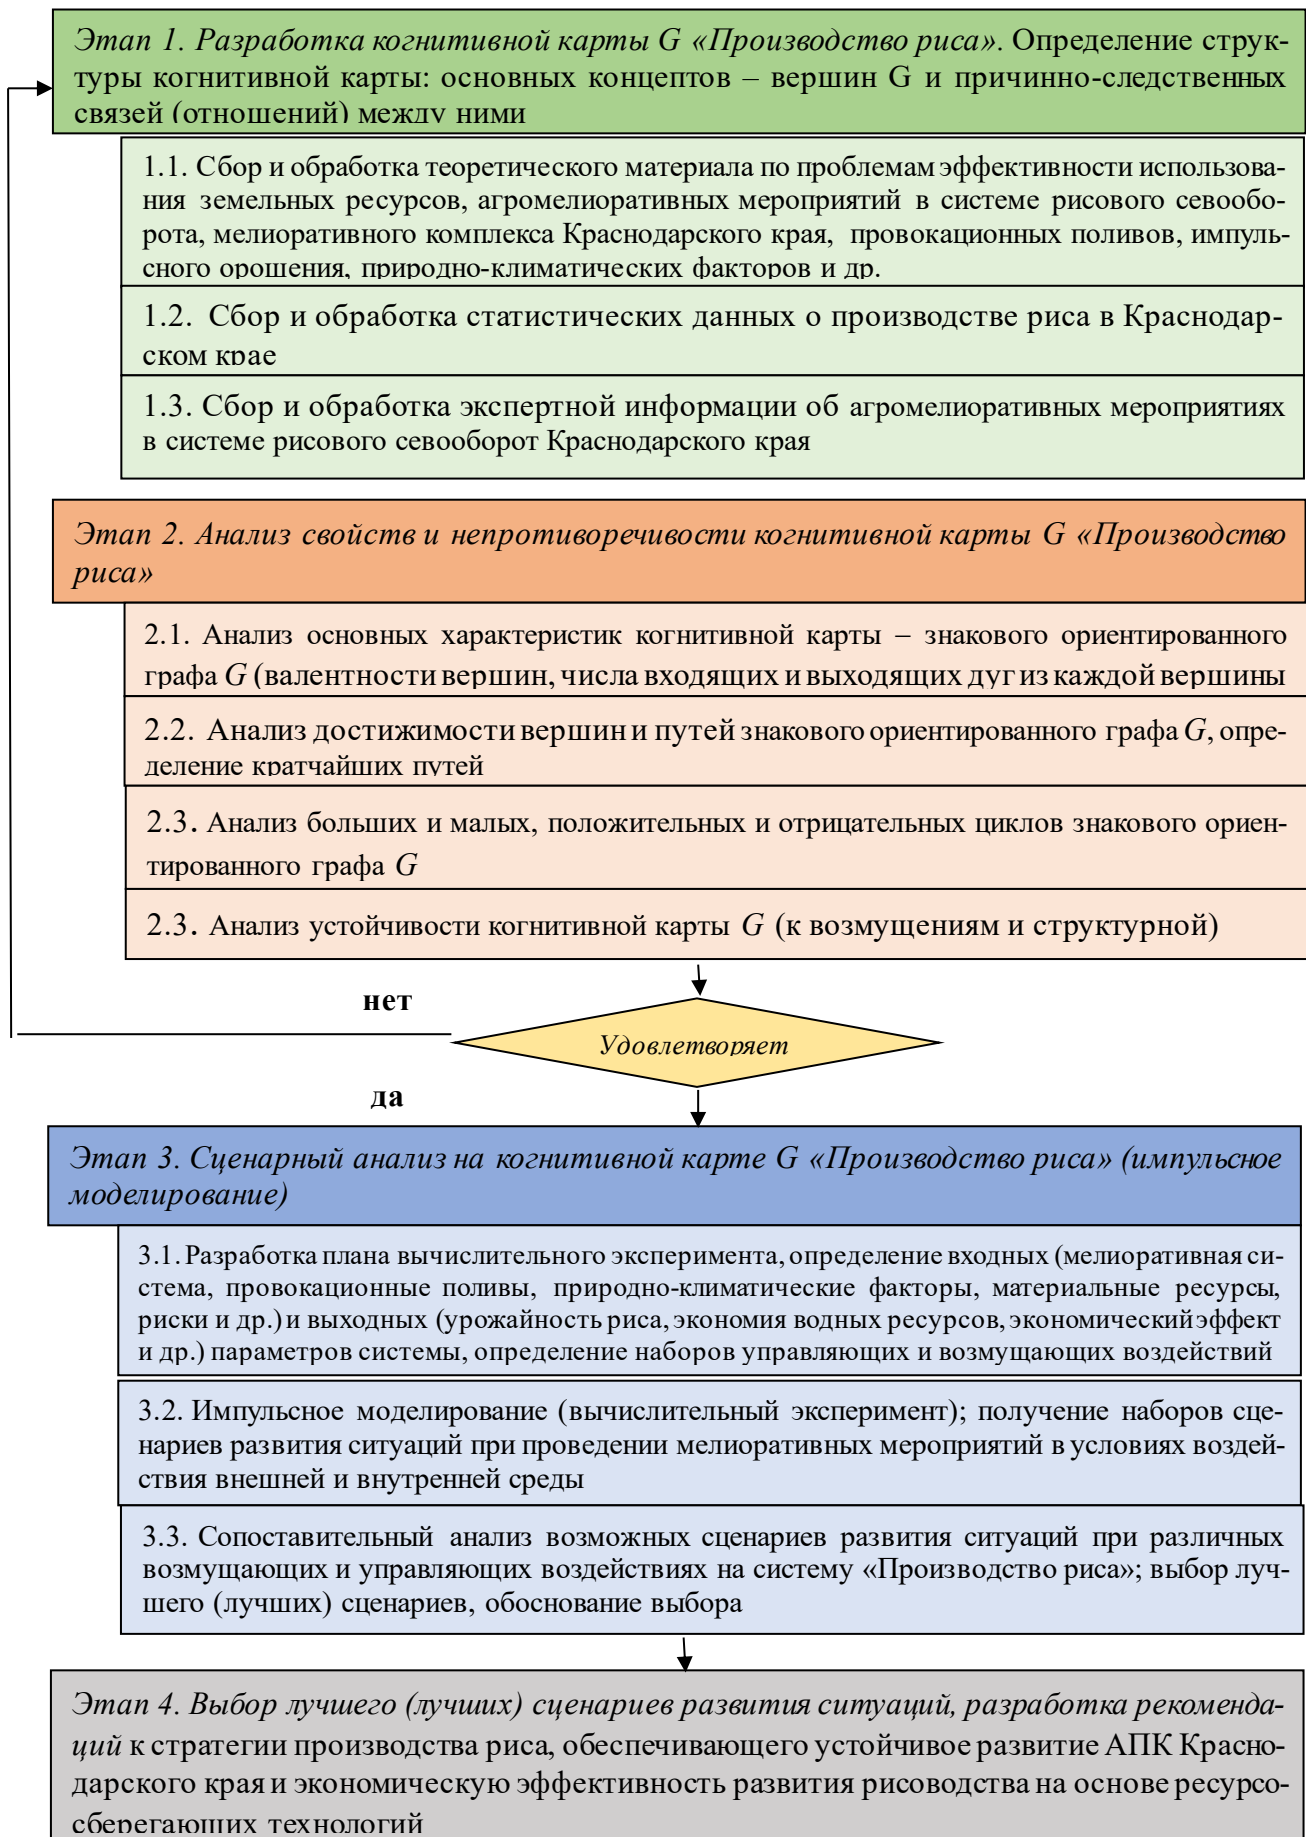 Этап 1. Разработка когнитивной карты G «Производство риса». Определение струк-
туры когнитивной карты: основных концептов – вершин G и причинно-следственных
связей (отношений) между ними
1.1. Сбор и обработка теоретического материала по проблемам эффективности использова-
ния земельных ресурсов, агромелиоративных мероприятий в системе рисового севообо-
рота, мелиоративного комплекса Краснодарского края, провокационных поливов, импуль-
сного орошения, природно-климатических факторов и др.
1.2. Сбор и обработка статистических данных о производстве риса в Краснодар-
ском крае
1.3. Сбор и обработка экспертной информации об агромелиоративных мероприятиях
в системе рисового севооборот Краснодарского края
Этап 2. Анализ свойств и непротиворечивости когнитивной карты G «Производство
риса»
2.1. Анализ основных характеристик когнитивной карты – знакового ориентированного
графа G (валентности вершин, числа входящих и выходящих дуг из каждой вершины
2.2. Анализ достижимости вершин и путей знакового ориентированного графа G, опре-
деление кратчайших путей
2.3. Анализ больших и малых, положительных и отрицательных циклов знакового ориен-
тированного графа G
2.3. Анализ устойчивости когнитивной карты G (к возмущениям и структурной)
нет
Удовлетворяет
да
Этап 3. Сценарный анализ на когнитивной карте G «Производство риса» (импульсное
моделирование)
3.1. Разработка плана вычислительного эксперимента, определение входных (мелиоративная си-
стема, провокационные поливы, природно-климатические факторы, материальные ресурсы,
риски и др.) и выходных (урожайность риса, экономия водных ресурсов, экономический эффект
и др.) параметров системы, определение наборов управляющих и возмущающих воздействий
3.2. Импульсное моделирование (вычислительный эксперимент); получение наборов сце-
нариев развития ситуаций при проведении мелиоративных мероприятий в условиях воздей-
ствия внешней и внутренней среды
3.3. Сопоставительный анализ возможных сценариев развития ситуаций при различных
возмущающих и управляющих воздействиях на систему «Производство риса»; выбор луч-
шего (лучших) сценариев, обоснование выбора
Этап 4. Выбор лучшего (лучших) сценариев развития ситуаций, разработка рекоменда-
ций к стратегии производства риса, обеспечивающего устойчивое развитие АПК Красно-
дарского края и экономическую эффективность развития рисоводства на основе ресурсо-
сберегающих технологий